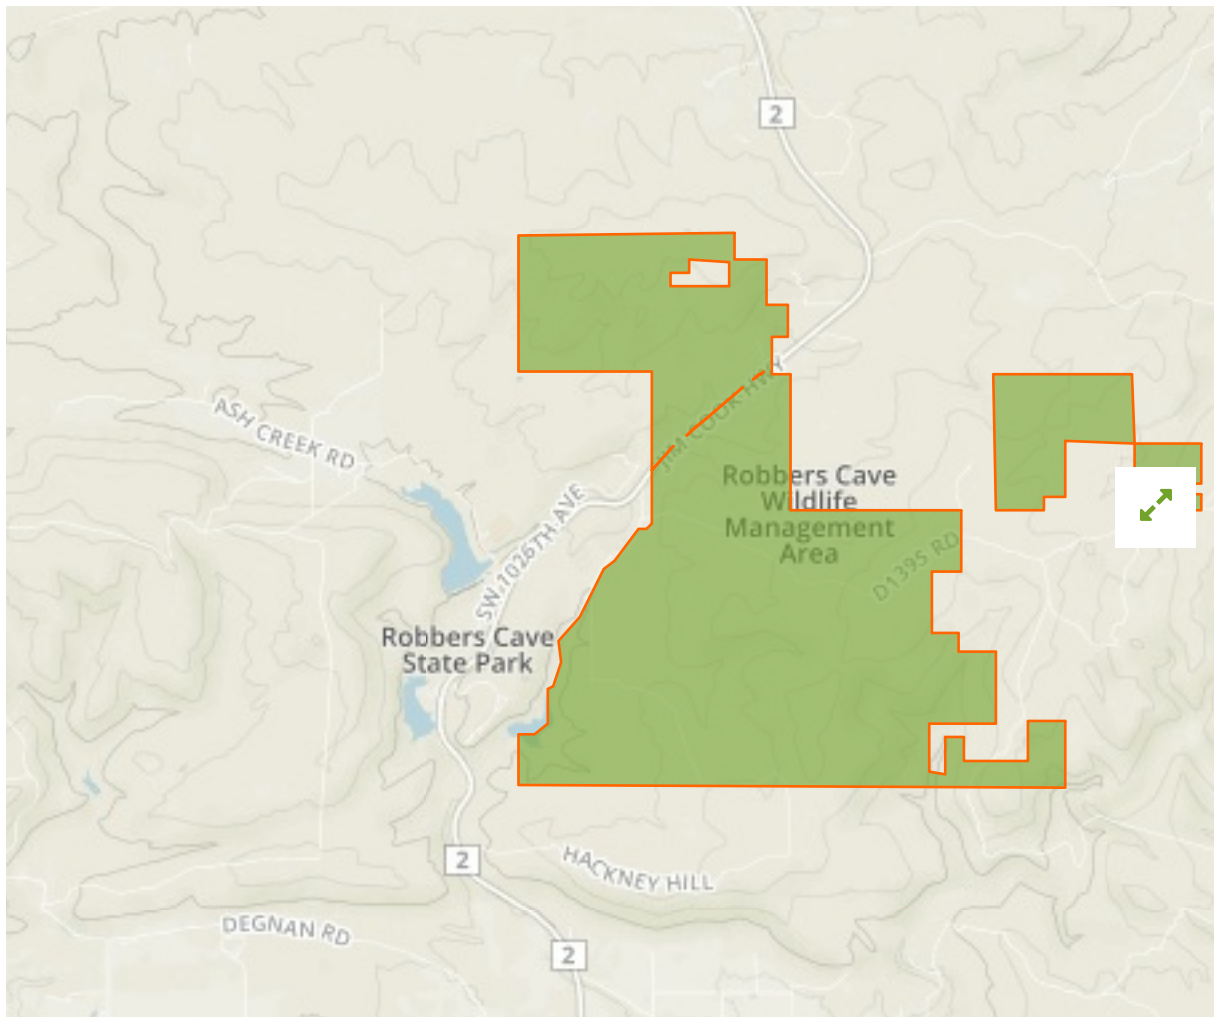 2
JIM COOK HWY
ASH CREEK RD
Robbers Cave
Wildlife
Management
Area
SW 1026TH AVE
D1395 RD
Robbers Cave
State Park
2
HACKNEY HILL
DEGNAN RD
2